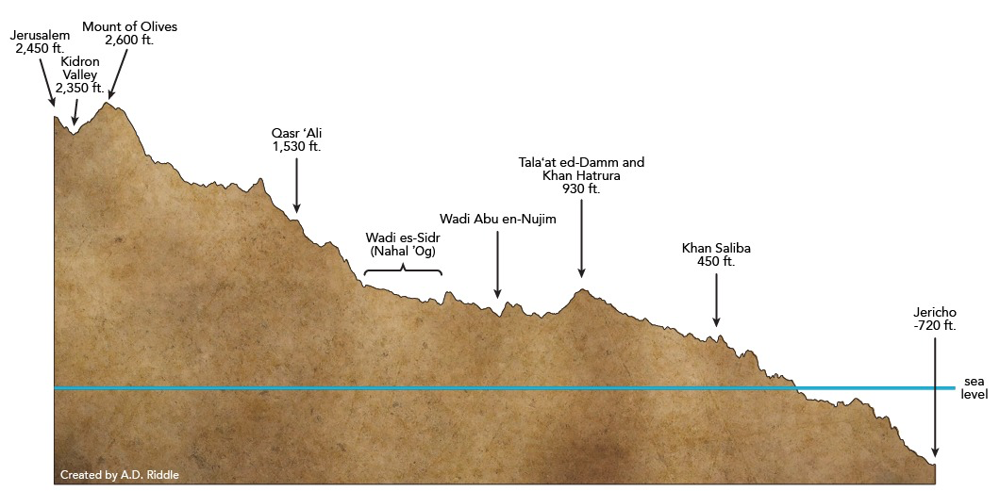 Jerusalem
2,450 ft.
Kidron
Valley
2,350 ft.
Mount of Olives
2,600 ft.
Qasr ‘Ali
1,530 ft.
Wadi es-Sidr
(Nahal ’Og)
Wadi Abu en-Nujim
Tala‘at ed-Damm and
Khan Hatrura
930 ft.
Khan Saliba
450 ft.
Jericho
-720 ft.
sea
level
Created by A.D. Riddle